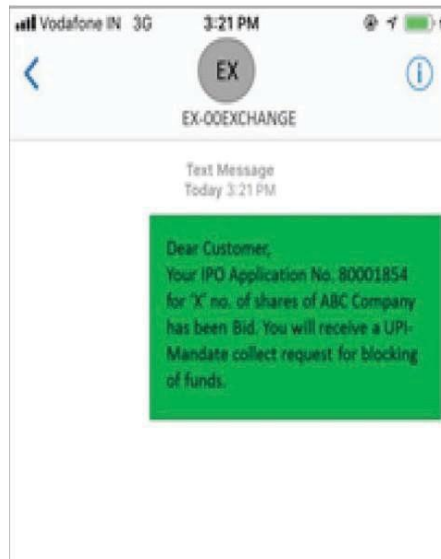 Vodafone IN 3G 3:21 PM
EX
EX-00EXCHANGE
Text Message
Today 3:21 PM
Dear Customer,
Your IPO Application No. 80001854
for 'X' no. of shares of ABC Company
has been Bid. You will receive a UPI-
Mandate collect request for blocking
of funds.